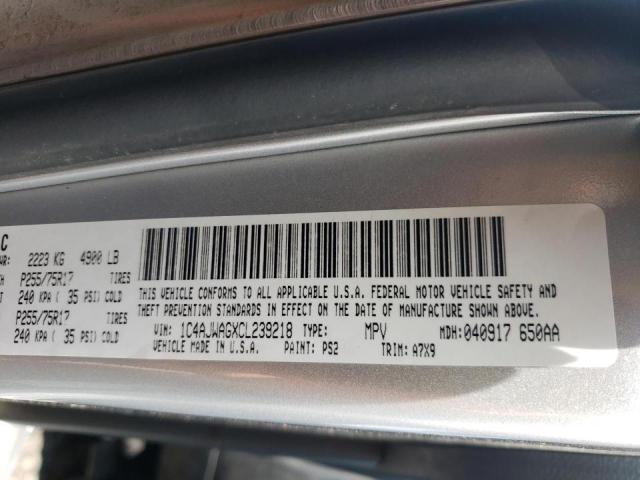 C
WR: 2223 KG 4900 LB
H P255/75R17 TIRES
240 KPA ( 35 PSI) COLD
P255/75R17 TIRES
240 KPA ( 35 PSI) COLD
THIS VEHICLE CONFORMS TO ALL APPLICABLE U.S.A. FEDERAL MOTOR VEHICLE SAFETY AND
THEFT PREVENTION STANDARDS IN EFFECT ON THE DATE OF MANUFACTURE SHOWN ABOVE.
VIN: 1C4AJWAGXCL239218 TYPE: MPV MDH: 040917 650AA
VEHICLE MADE IN U.S.A. PAINT: PS2 TRIM: A7X9